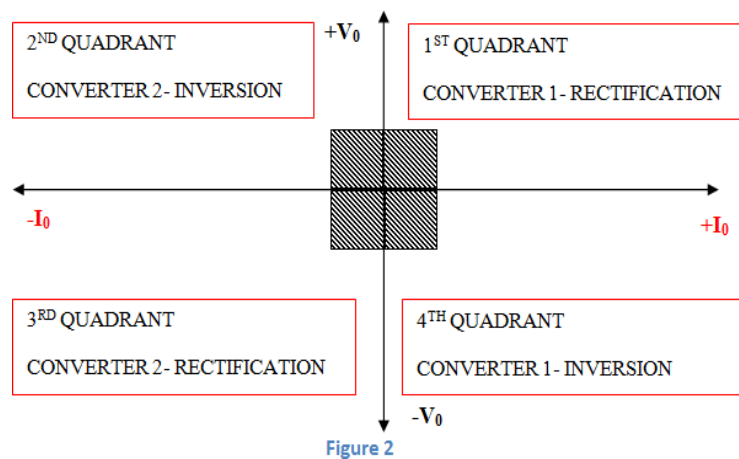 2ND QUADRANT
CONVERTER 2- INVERSION
+V0
1ST QUADRANT
CONVERTER 1- RECTIFICATION
-I0
+I0
3RD QUADRANT
CONVERTER 2- RECTIFICATION
4TH QUADRANT
CONVERTER 1- INVERSION
-V0
Figure 2